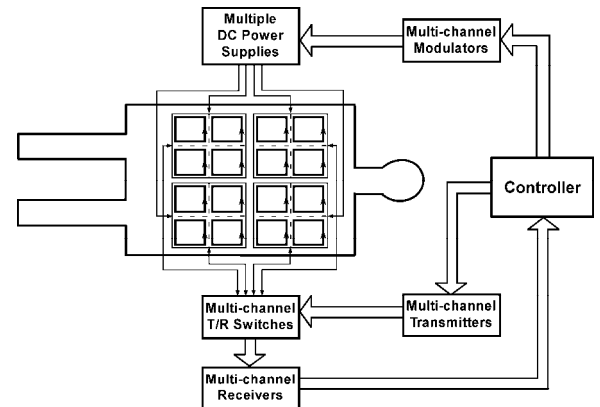 Multiple
DC Power
Supplies
Multi-channel
Modulators
Controller
Multi-channel
T/R Switches
Multi-channel
Transmitters
Multi-channel
Receivers